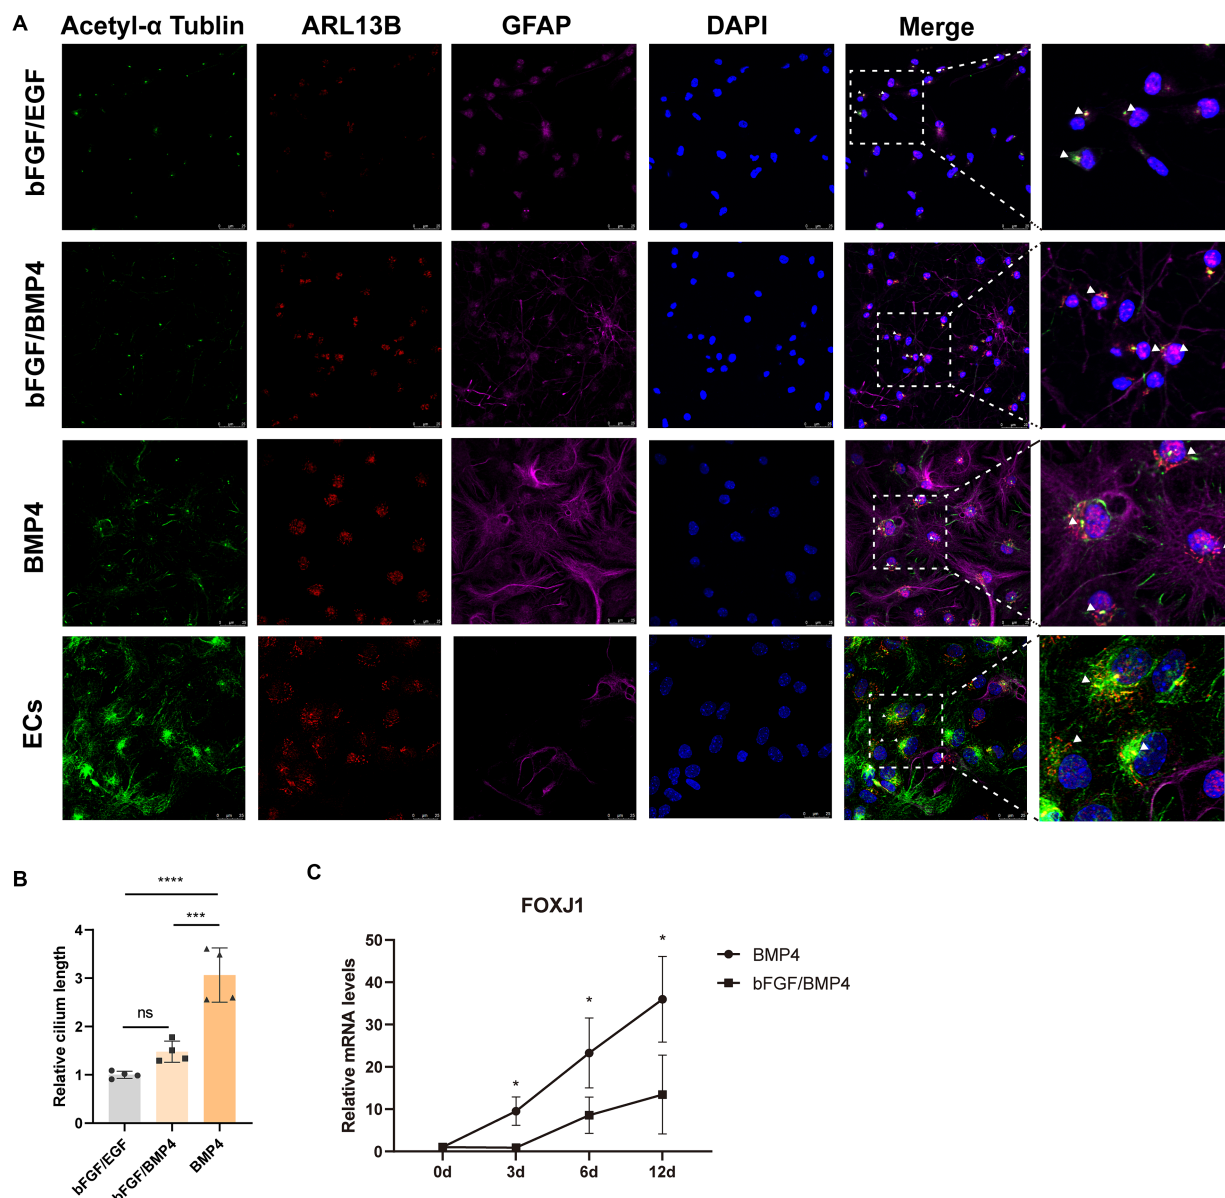 A
Acetyl-α Tublin ARL13B GFAP DAPI Merge
bFGF/EGF
bFGF/BMP4
BMP4
ECs
B
****
***
ns
Relative cilium length
4
3
2
1
0
bFGF/EGF bFGF/BMP4 BMP4
C
FOXJ1
Relative mRNA levels
50
40
30
20
10
0
*
*
*
0d 3d 6d 12d
BMP4
bFGF/BMP4